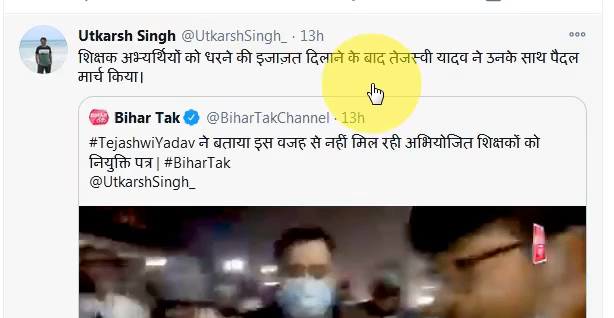 Utkarsh Singh @UtkarshSingh_ · 13h
शिक्षक अभ्यर्थियों को धरने की इजाज़त दिलाने के बाद तेजस्वी यादव ने उनके साथ पैदल
मार्च किया।
Bihar Tak @BiharTakChannel · 13h
#TejashwiYadav ने बताया इस वजह से नहीं मिल रही अभियोजित शिक्षकों को
नियुक्ति पत्र | #BiharTak
@UtkarshSingh_